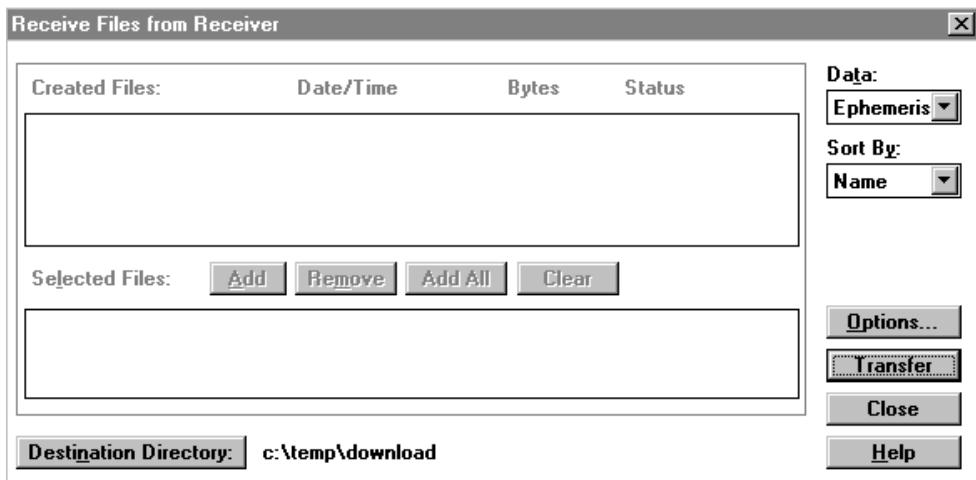 Receive Files from Receiver
Created Files: Date/Time Bytes Status
Data:
Ephemeris
Sort By:
Name
Selected Files: Add Remove Add All Clear
Options...
Transfer
Close
Destination Directory: c:\temp\download
Help